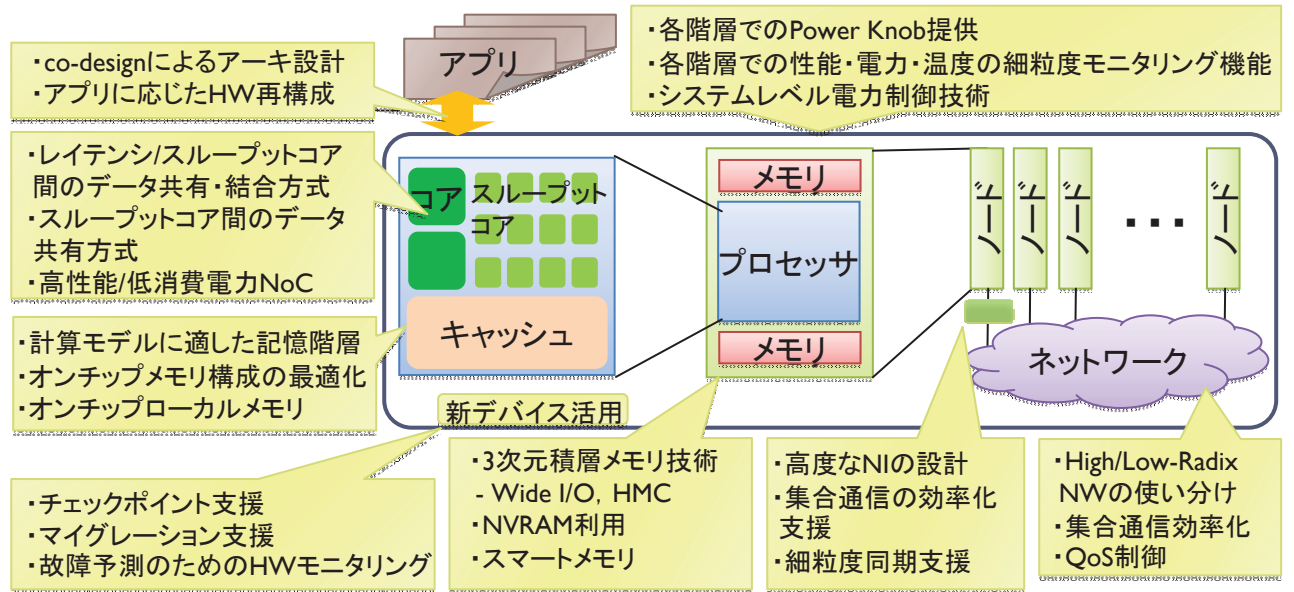 ・co-designによるアーキ設計
・アプリに応じたHW再構成
アプリ
・各階層でのPower Knob提供
・各階層での性能・電力・温度の細粒度モニタリング機能
・システムレベル電力制御技術
・レイテンシ/スループットコア
間のデータ共有・結合方式
・スループットコア間のデータ
共有方式
・高性能/低消費電力NoC
コア
スループット
コア
キャッシュ
メモリ
プロセッサ
メモリ
ノード
ノード
ノード
・・・
ノード
ネットワーク
・計算モデルに適した記憶階層
・オンチップメモリ構成の最適化
・オンチップローカルメモリ
新デバイス活用
・チェックポイント支援
・マイグレーション支援
・故障予測のためのHWモニタリング
・3次元積層メモリ技術
- Wide I/O, HMC
・NVRAM利用
・スマートメモリ
・高度なNIの設計
・集合通信の効率化
支援
・細粒度同期支援
・High/Low-Radix
NWの使い分け
・集合通信効率化
・QoS制御